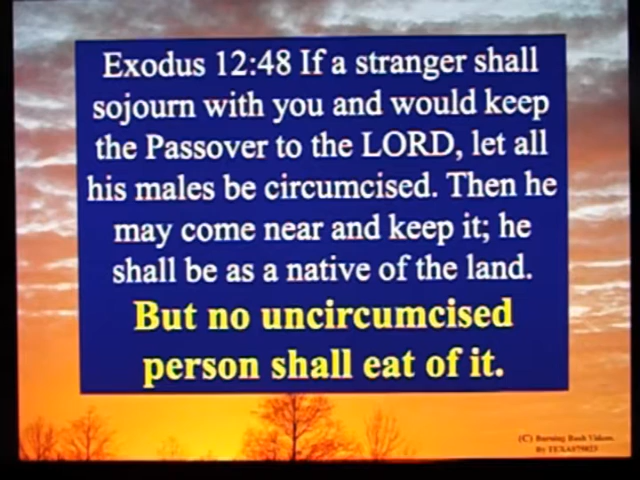 Exodus 12:48 If a stranger shall
sojourn with you and would keep
the Passover to the LORD, let all
his males be circumcised. Then he
may come near and keep it; he
shall be as a native of the land.
But no uncircumcised
person shall eat of it.
(C) Burning Bush Videos.
By